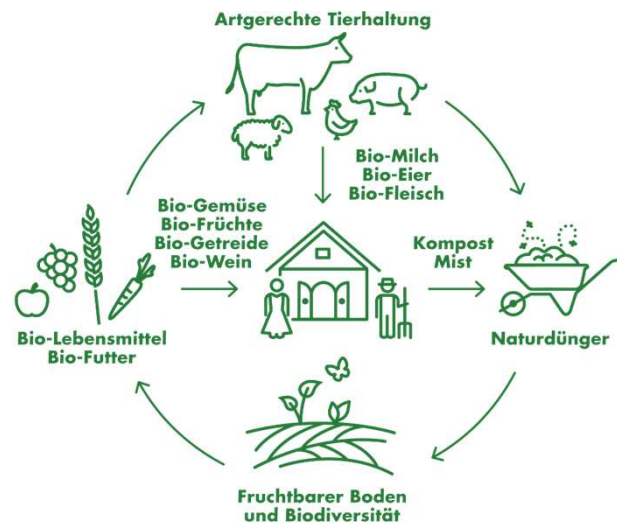 Artgerechte Tierhaltung
Bio-Milch
Bio-Eier
Bio-Fleisch
Bio-Gemüse
Bio-Früchte
Bio-Getreide
Bio-Wein
Kompost
Mist
Bio-Lebensmittel
Bio-Futter
Naturdünger
Fruchtbarer Boden
und Biodiversität